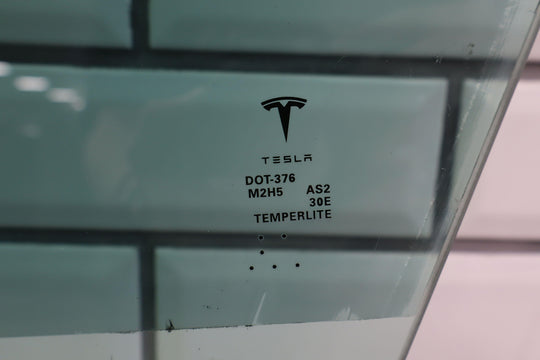 TESLA
DOT-376
M2H5 AS2
30E
TEMPERLITE